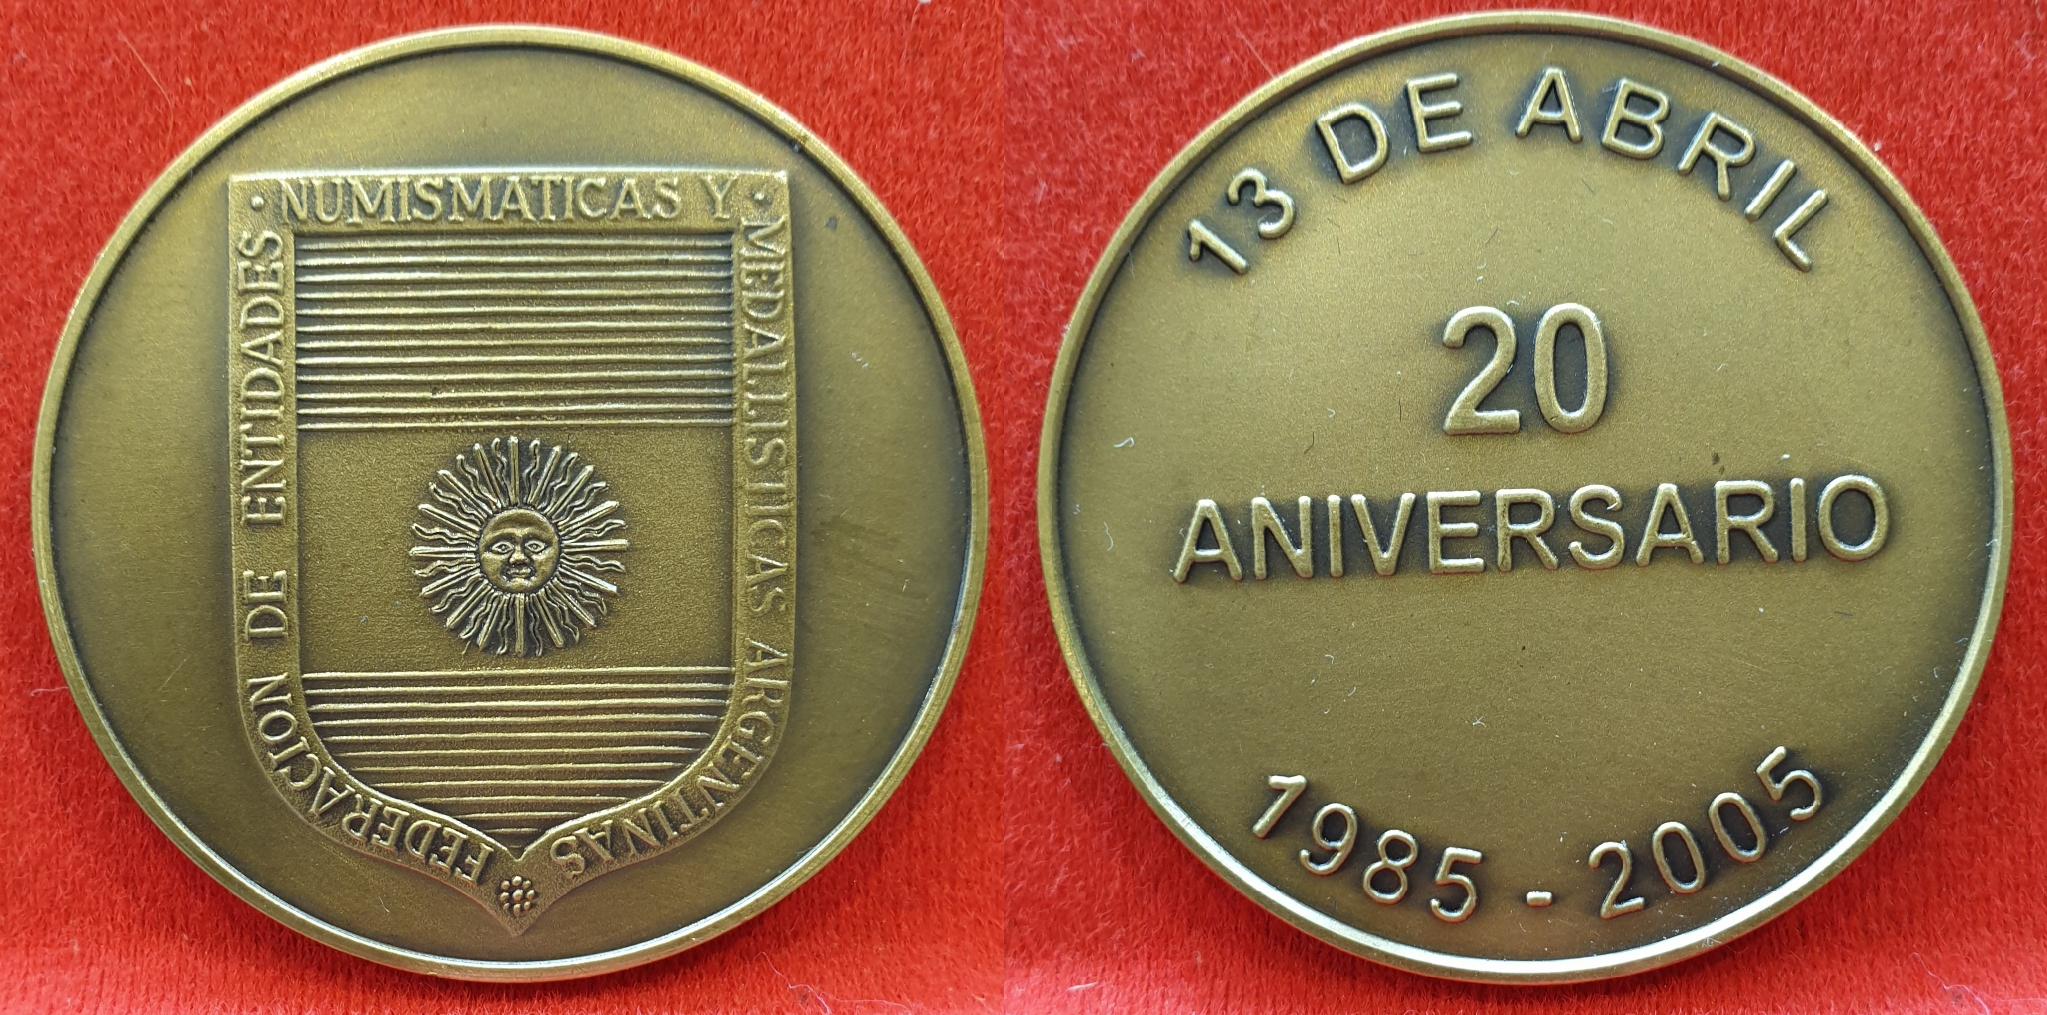 FEDERACION DE ENTIDADES
· NUMISMATICAS Y ·
MEDALLISTICAS ARGENTINAS
13 DE ABRIL
20
ANIVERSARIO
1985 - 2005